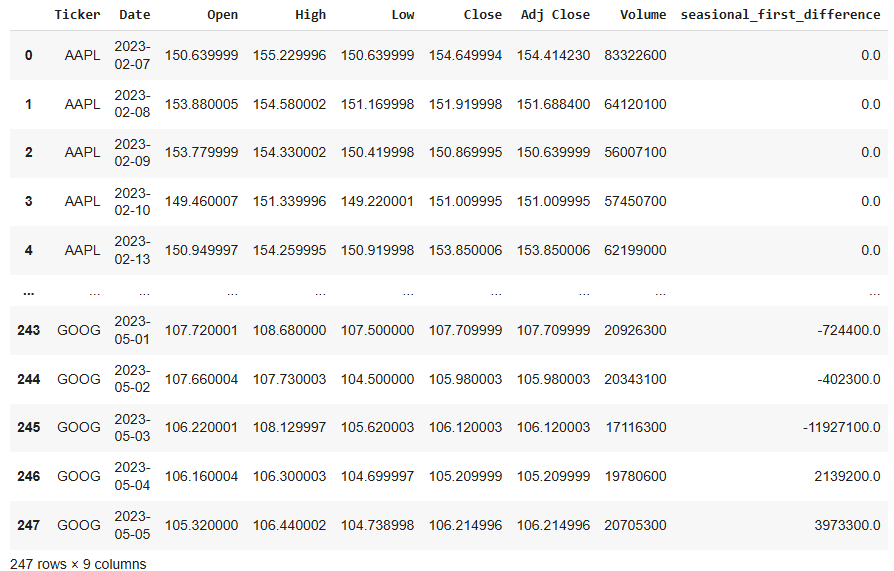 Ticker Date Open High Low Close Adj Close Volume seasional_first_difference
0 AAPL 2023-02-07 150.639999 155.229996 150.639999 154.649994 154.414230 83322600 0.0
1 AAPL 2023-02-08 153.880005 154.580002 151.169998 151.919998 151.688400 64120100 0.0
2 AAPL 2023-02-09 153.779999 154.330002 150.419998 150.869995 150.639999 56007100 0.0
3 AAPL 2023-02-10 149.460007 151.339996 149.220001 151.009995 151.009995 57450700 0.0
4 AAPL 2023-02-13 150.949997 154.259995 150.919998 153.850006 153.850006 62199000 0.0
... ... ... ... ... ... ... ... ... ...
243 GOOG 2023-05-01 107.720001 108.680000 107.500000 107.709999 107.709999 20926300 -724400.0
244 GOOG 2023-05-02 107.660004 107.730003 104.500000 105.980003 105.980003 20343100 -402300.0
245 GOOG 2023-05-03 106.220001 108.129997 105.620003 106.120003 106.120003 17116300 -11927100.0
246 GOOG 2023-05-04 106.160004 106.300003 104.699997 105.209999 105.209999 19780600 2139200.0
247 GOOG 2023-05-05 105.320000 106.440002 104.738998 106.214996 106.214996 20705300 3973300.0
247 rows × 9 columns